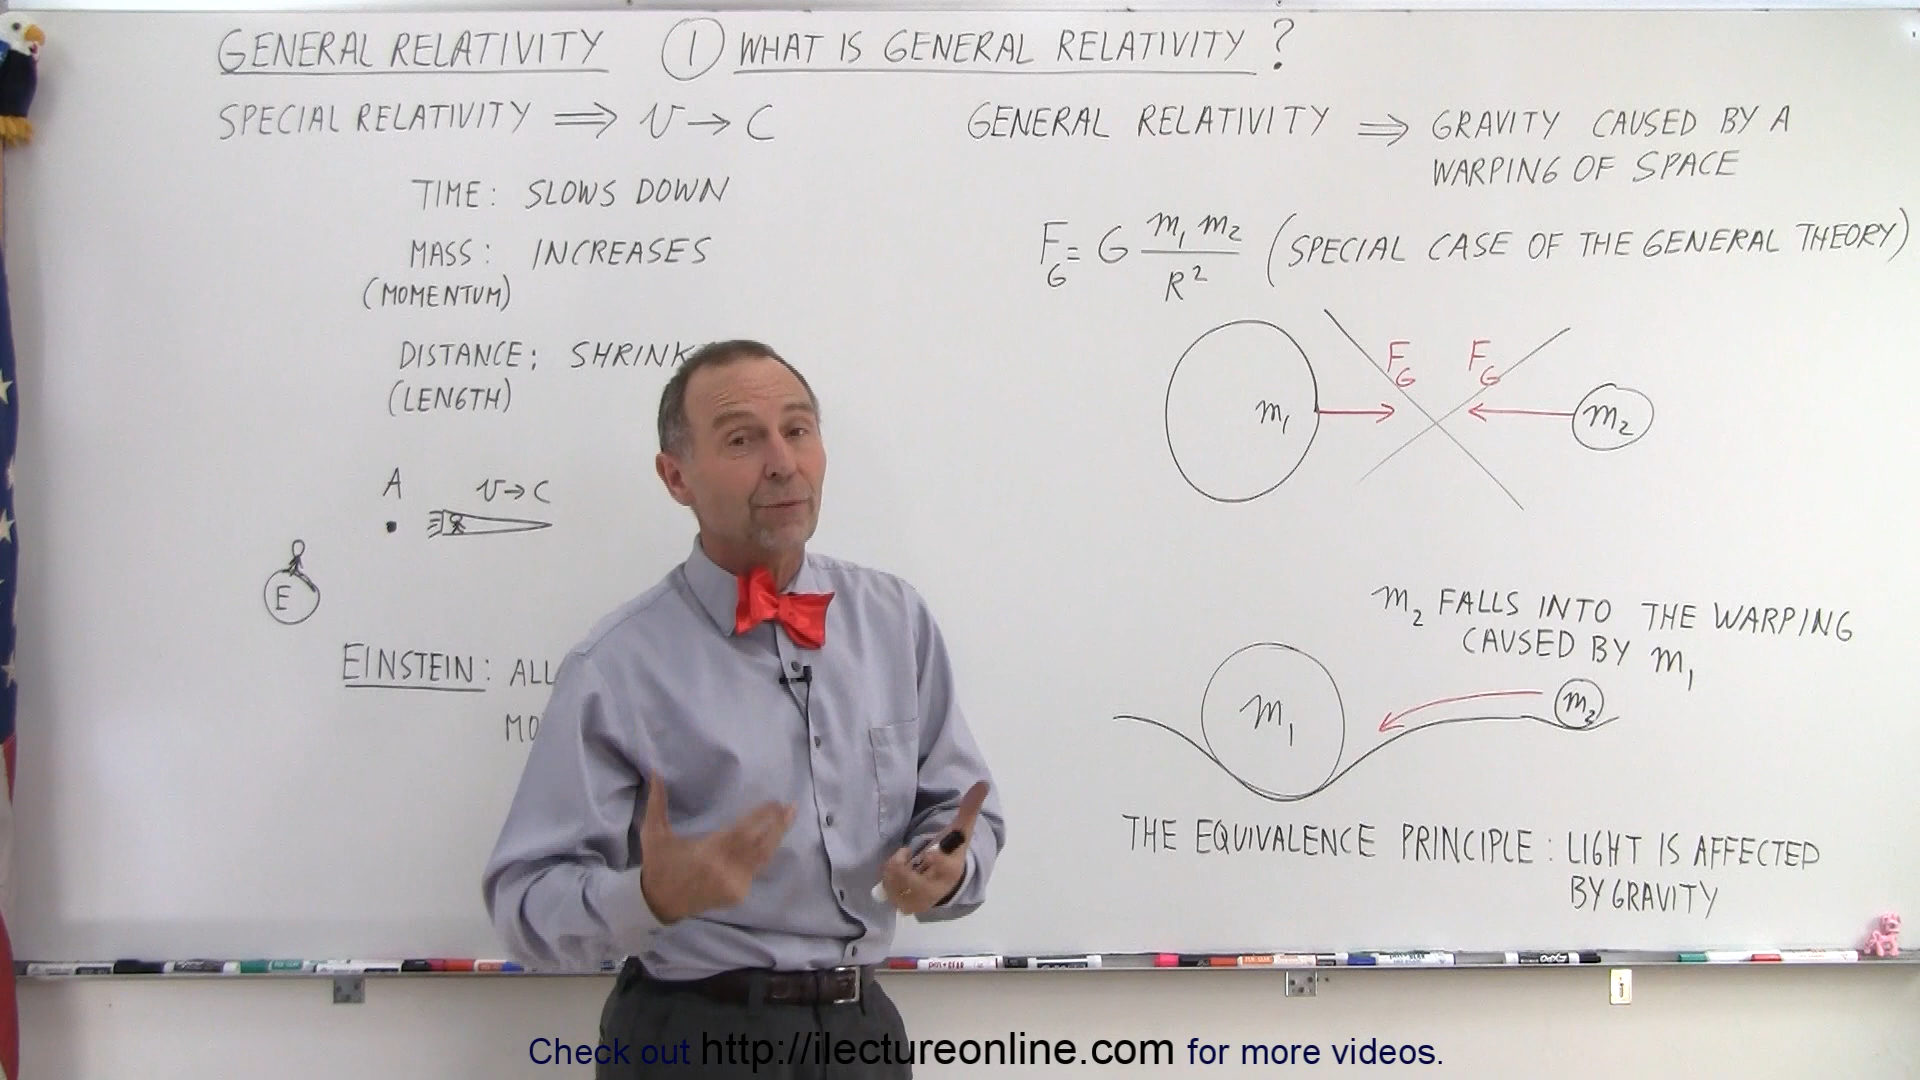 GENERAL RELATIVITY ① WHAT IS GENERAL RELATIVITY?
SPECIAL RELATIVITY ⇒ v → C
TIME: SLOWS DOWN
MASS: INCREASES
(MOMENTUM)
DISTANCE: SHRINK
(LENGTH)
A v→C
E
EINSTEIN: ALL
MO
GENERAL RELATIVITY ⇒ GRAVITY CAUSED BY A
WARPING OF SPACE
F_G = G m₁ m₂ / R² (SPECIAL CASE OF THE GENERAL THEORY)
F_G F_G
m₁ m₂
m₂ FALLS INTO THE WARPING
CAUSED BY m₁
m₁ m₂
THE EQUIVALENCE PRINCIPLE: LIGHT IS AFFECTED
BY GRAVITY
EXPO
Check out http://ilectureonline.com for more videos.